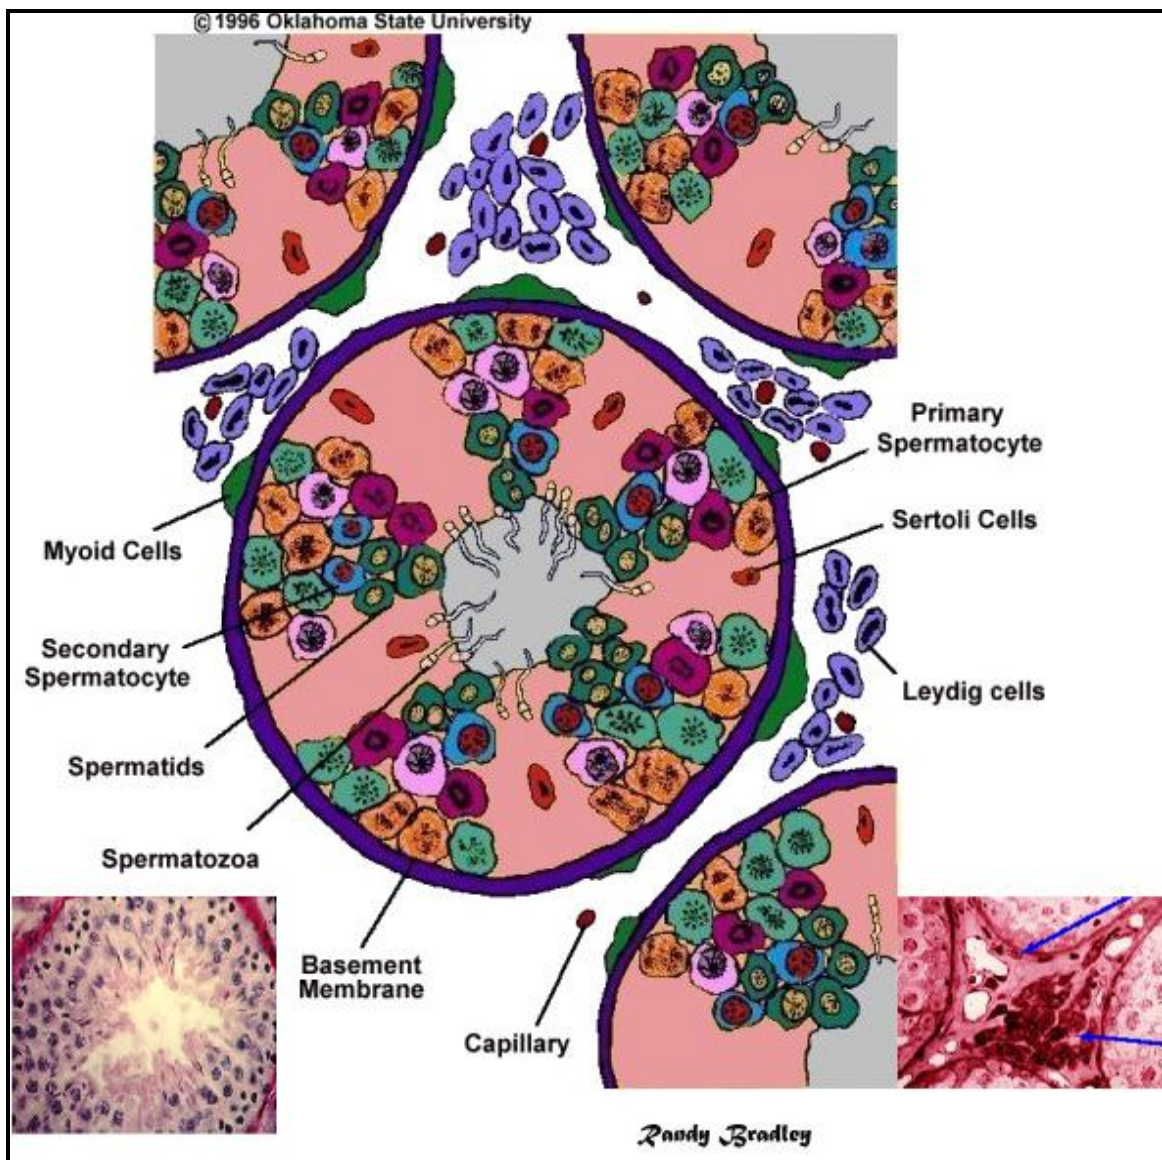 © 1996 Oklahoma State University
Primary
Spermatocyte
Sertoli Cells
Myoid Cells
Secondary
Spermatocyte
Leydig cells
Spermatids
Spermatozoa
Basement
Membrane
Capillary
Randy Bradley